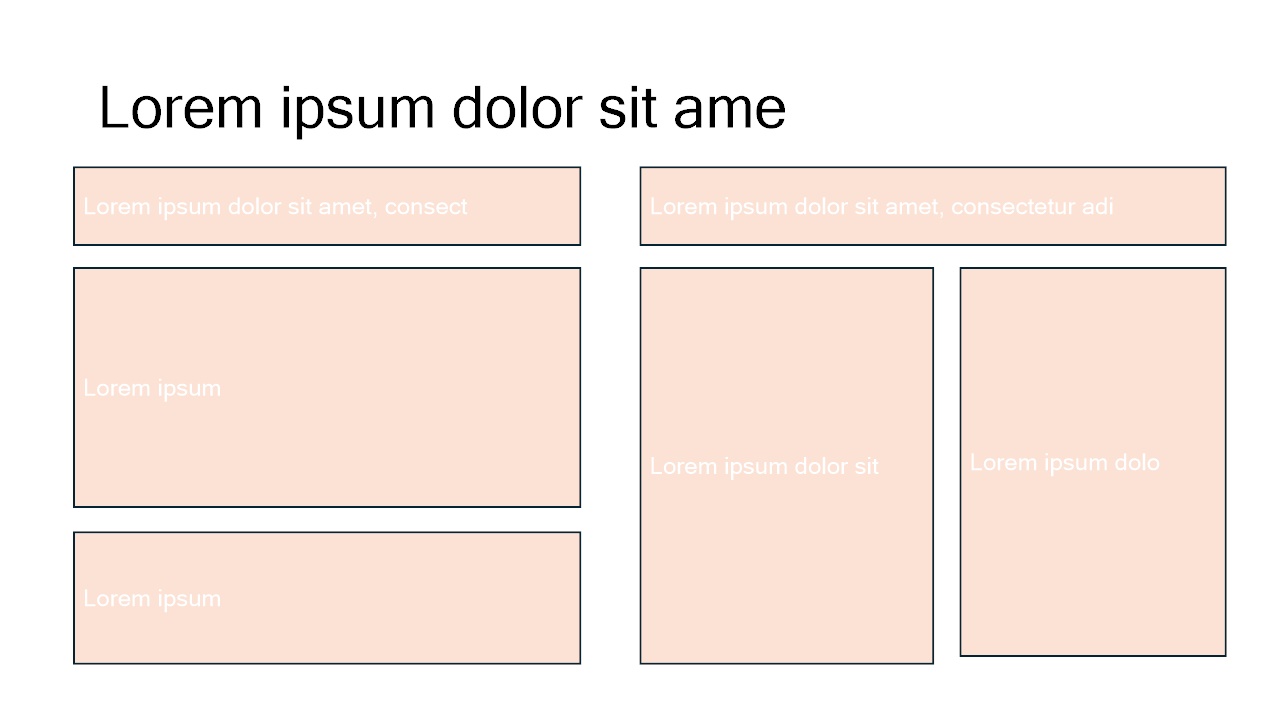 Lorem ipsum dolor sit ame
Lorem ipsum dolor sit amet, consect
Lorem ipsum
Lorem ipsum
Lorem ipsum dolor sit amet, consectetur adi
Lorem ipsum dolor sit
Lorem ipsum dolo